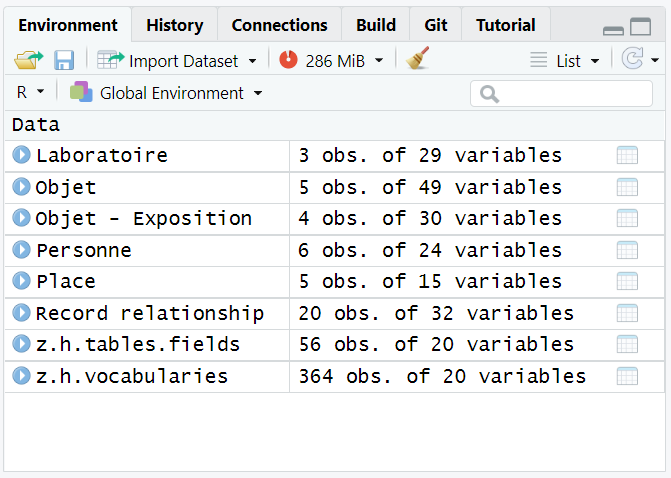 Environment History Connections Build Git Tutorial
Import Dataset 286 MiB List
R Global Environment
Data
Laboratoire 3 obs. of 29 variables
Objet 5 obs. of 49 variables
Objet - Exposition 4 obs. of 30 variables
Personne 6 obs. of 24 variables
Place 5 obs. of 15 variables
Record relationship 20 obs. of 32 variables
z.h.tables.fields 56 obs. of 20 variables
z.h.vocabularies 364 obs. of 20 variables